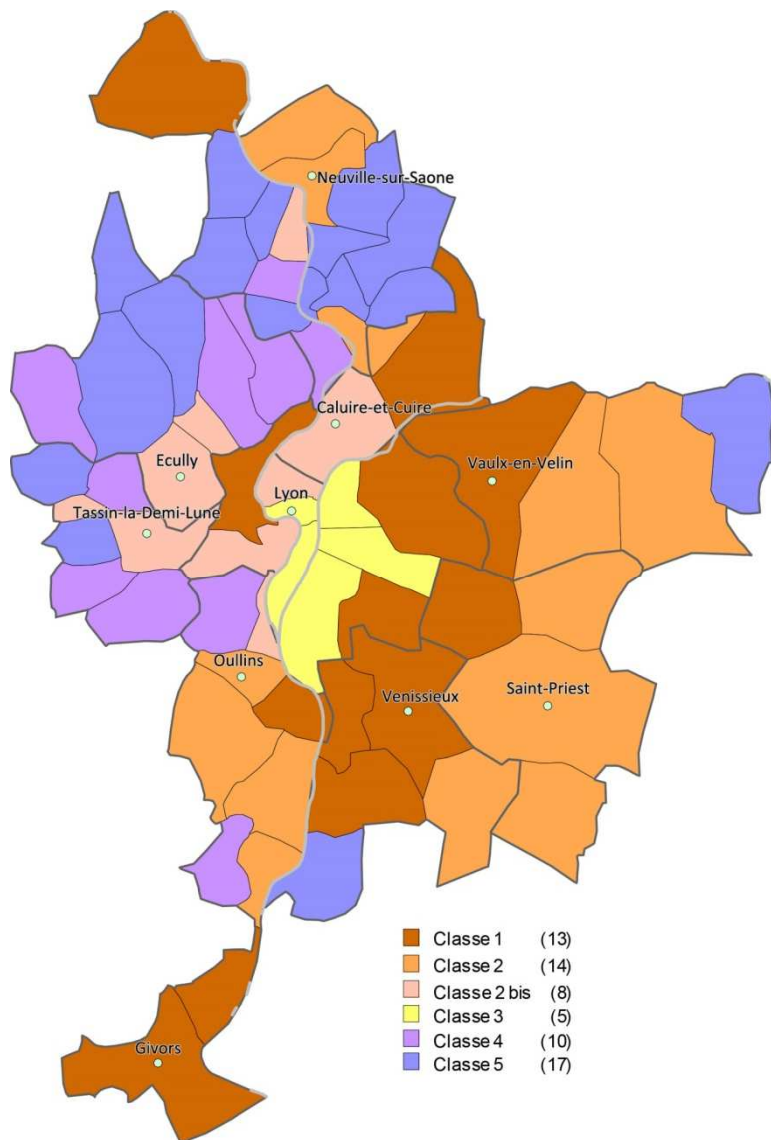 Neuville-sur-Saone
Caluire-et-Cuire
Ecully
Vaulx-en-Velin
Lyon
Tassin-la-Demi-Lune
Oullins
Venissieux
Saint-Priest
Classe 1 (13)
Classe 2 (14)
Classe 2 bis (8)
Classe 3 (5)
Classe 4 (10)
Classe 5 (17)
Givors